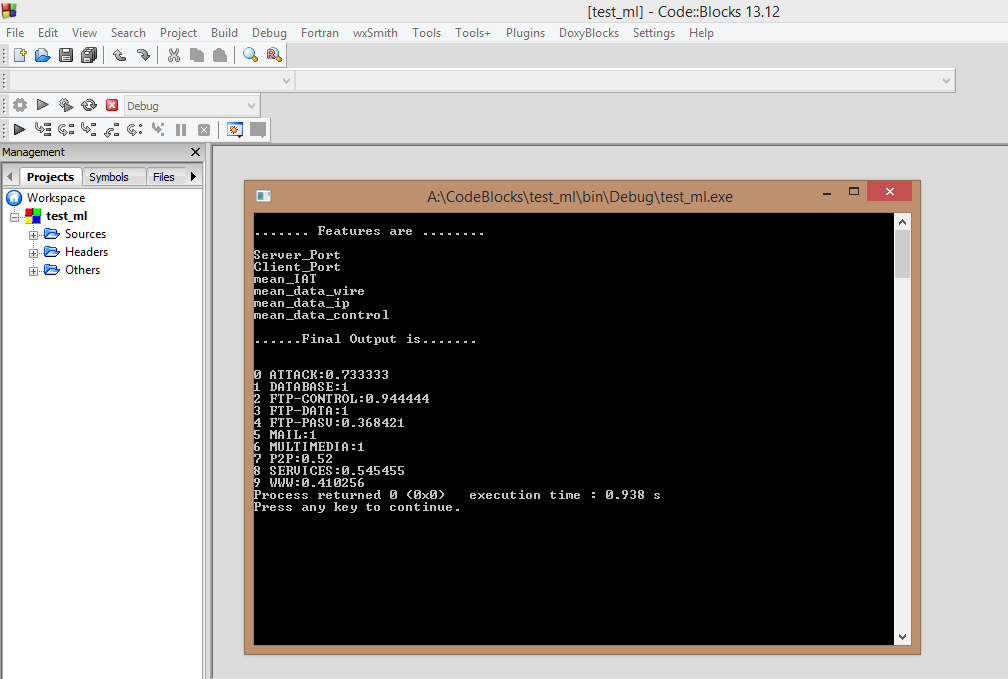 [test_ml] - Code::Blocks 13.12
File Edit View Search Project Build Debug Fortran wxSmith Tools Tools+ Plugins DoxyBlocks Settings Help
Debug
Management
Projects Symbols Files
Workspace
test_ml
Sources
Headers
Others
A:\CodeBlocks\test_ml\bin\Debug\test_ml.exe
....... Features are ........
Server_Port
Client_Port
mean_IAT
mean_data_wire
mean_data_ip
mean_data_control
......Final Output is.......
0 ATTACK:0.733333
1 DATABASE:1
2 FTP-CONTROL:0.944444
3 FTP-DATA:1
4 FTP-PASV:0.368421
5 MAIL:1
6 MULTIMEDIA:1
7 P2P:0.52
8 SERVICES:0.545455
9 WWW:0.410256
Process returned 0 (0x0)   execution time : 0.938 s
Press any key to continue.